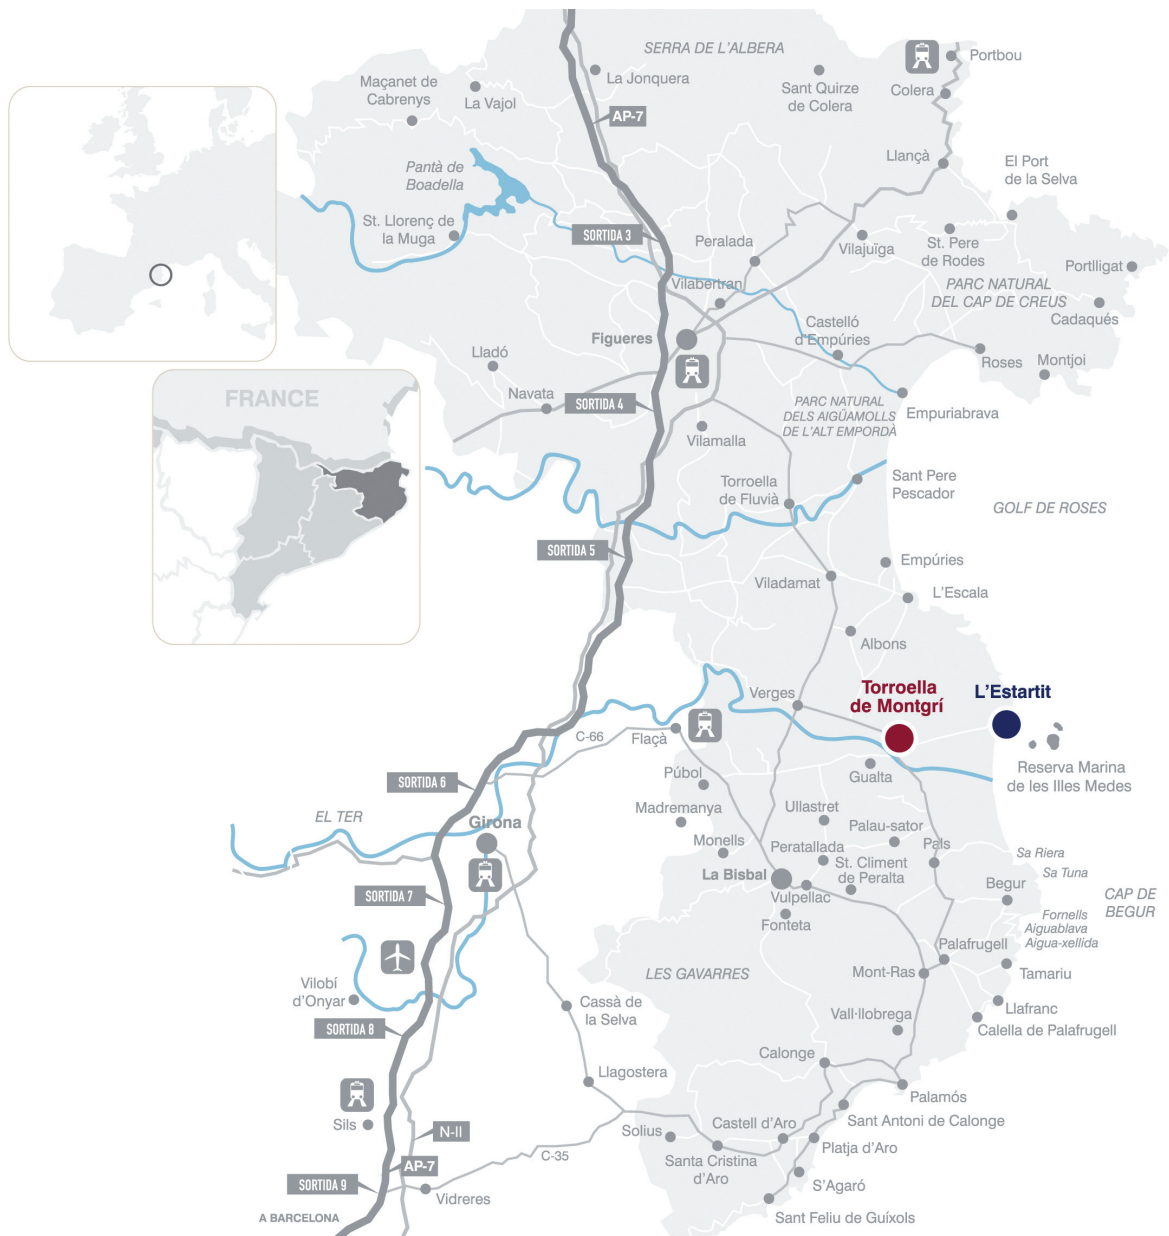 SERRA DE L'ALBERA
Portbou
La Jonquera
Maçanet de
Cabrenys
La Vajol
Sant Quirze
de Colera
Colera
AP-7
Llançà
El Port
de la Selva
Pantà de
Boadella
St. Llorenç de
la Muga
SORTIDA 3
Peralada
Vilajuïga
St. Pere
de Rodes
Portlligat
PARC NATURAL
DEL CAP DE CREUS
Vilabertran
Cadaqués
Castelló
d'Empúries
Figueres
Lladó
Roses
Montjoi
Navata
SORTIDA 4
PARC NATURAL
DELS AIGÜAMOLLS
DE L'ALT EMPORDÀ
Empuriabrava
FRANCE
Vilamalla
Torroella
de Fluvià
Sant Pere
Pescador
GOLF DE ROSES
SORTIDA 5
Empúries
Viladamat
L'Escala
Albons
Verges
Torroella
de Montgrí
L'Estartit
C-66
Flaçà
Púbol
Gualta
Reserva Marina
de les Illes Medes
SORTIDA 6
Madremanya
Ullastret
EL TER
Girona
Monells
Palau-sator
Peratallada
Pals
Sa Riera
Sa Tuna
La Bisbal
St. Climent
de Peralta
Begur
CAP DE
BEGUR
SORTIDA 7
Vulpellac
Fonteta
Fornells
Aiguablava
Aigua-xellida
Palafrugell
LES GAVARRES
Mont-Ras
Tamariu
Vilobí
d'Onyar
Cassà de
la Selva
Llafranc
Vall-llobrega
Calella de Palafrugell
SORTIDA 8
Calonge
Llagostera
Palamós
Sils
N-II
Solius
Castell d'Aro
Sant Antoni de Calonge
Platja d'Aro
C-35
AP-7
Santa Cristina
d'Aro
SORTIDA 9
Vidreres
S'Agaró
A BARCELONA
Sant Feliu de Guíxols